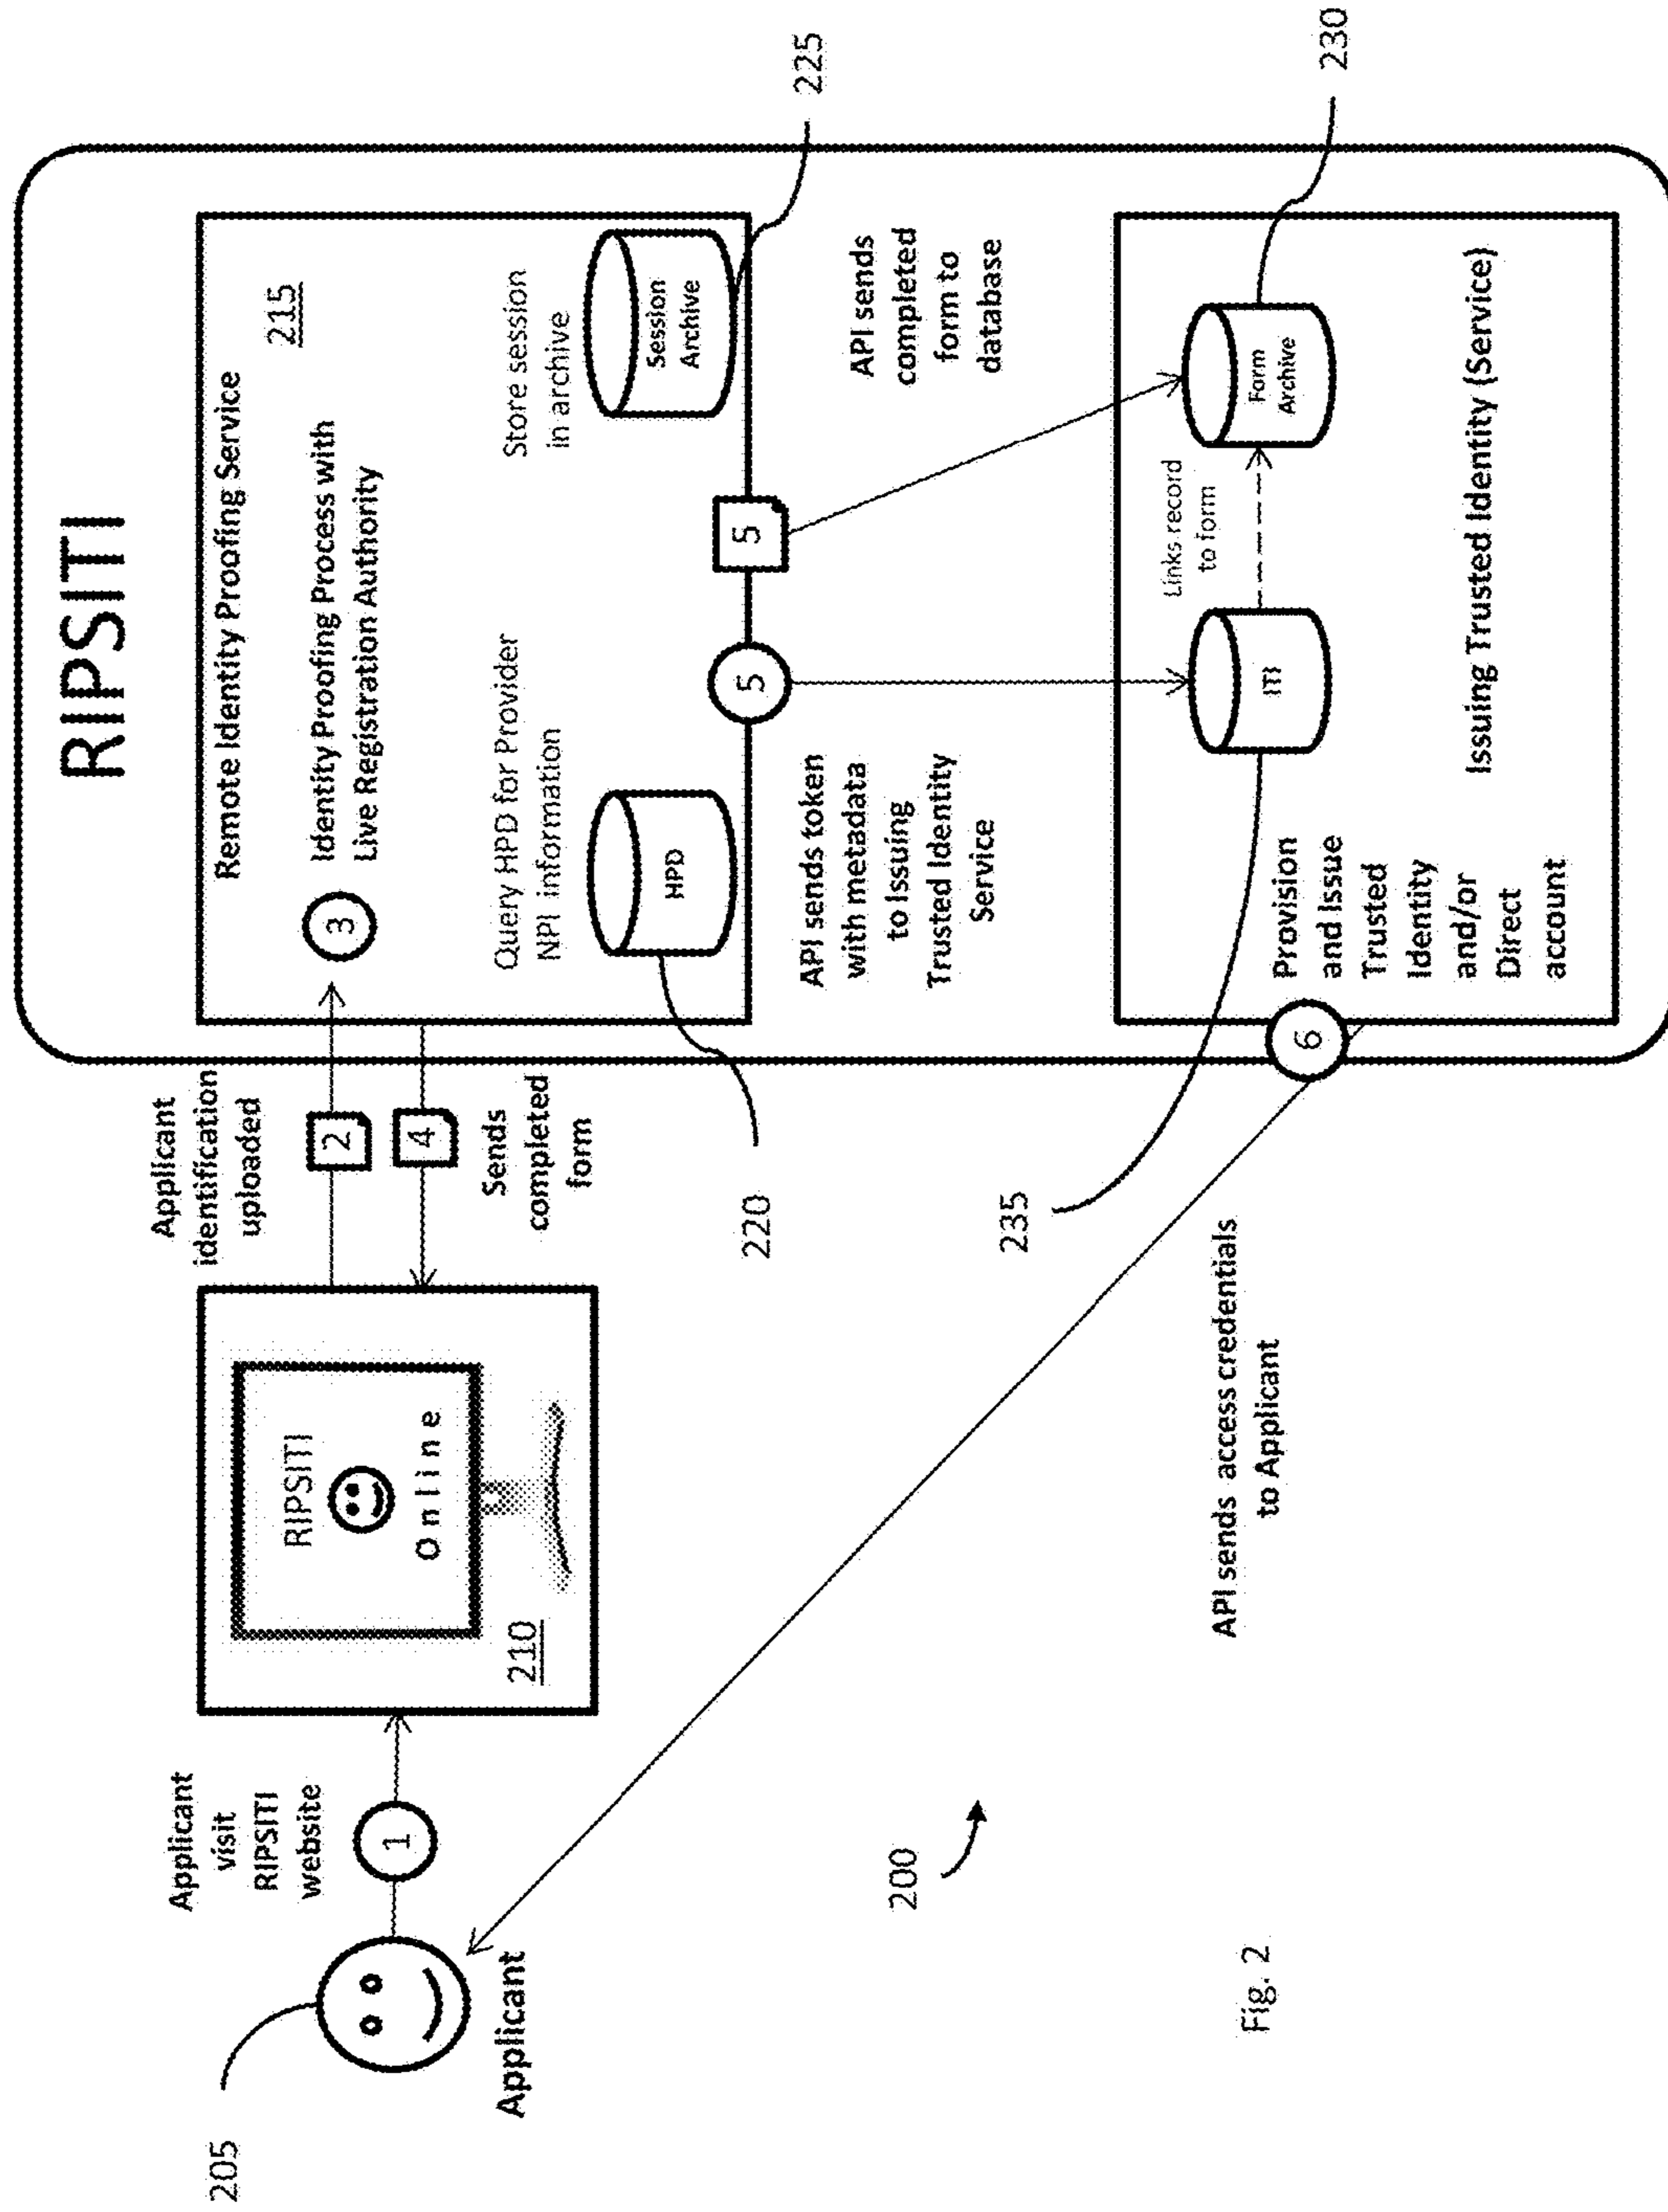 RIPSITI
Remote Identity Proofing Service
215
3
Identity Proofing Process with
Live Registration Authority
Query HPD for Provider
NPI information
HPD
Store session
in archive
Session
Archive
225
Applicant
identification
uploaded
2
4
Sends
completed
form
220
RIPSITI
Online
210
Applicant
visit
RIPSITI
website
1
205
Applicant
5
5
API sends token
with metadata
to Issuing
Trusted Identity
Service
API sends
completed
form to
database
235
ITI
Links record
to form
Form
Archive
230
Issuing Trusted Identity (Service)
Provision
and Issue
Trusted
Identity
and/or
Direct
account
6
API sends access credentials
to Applicant
200
Fig. 2